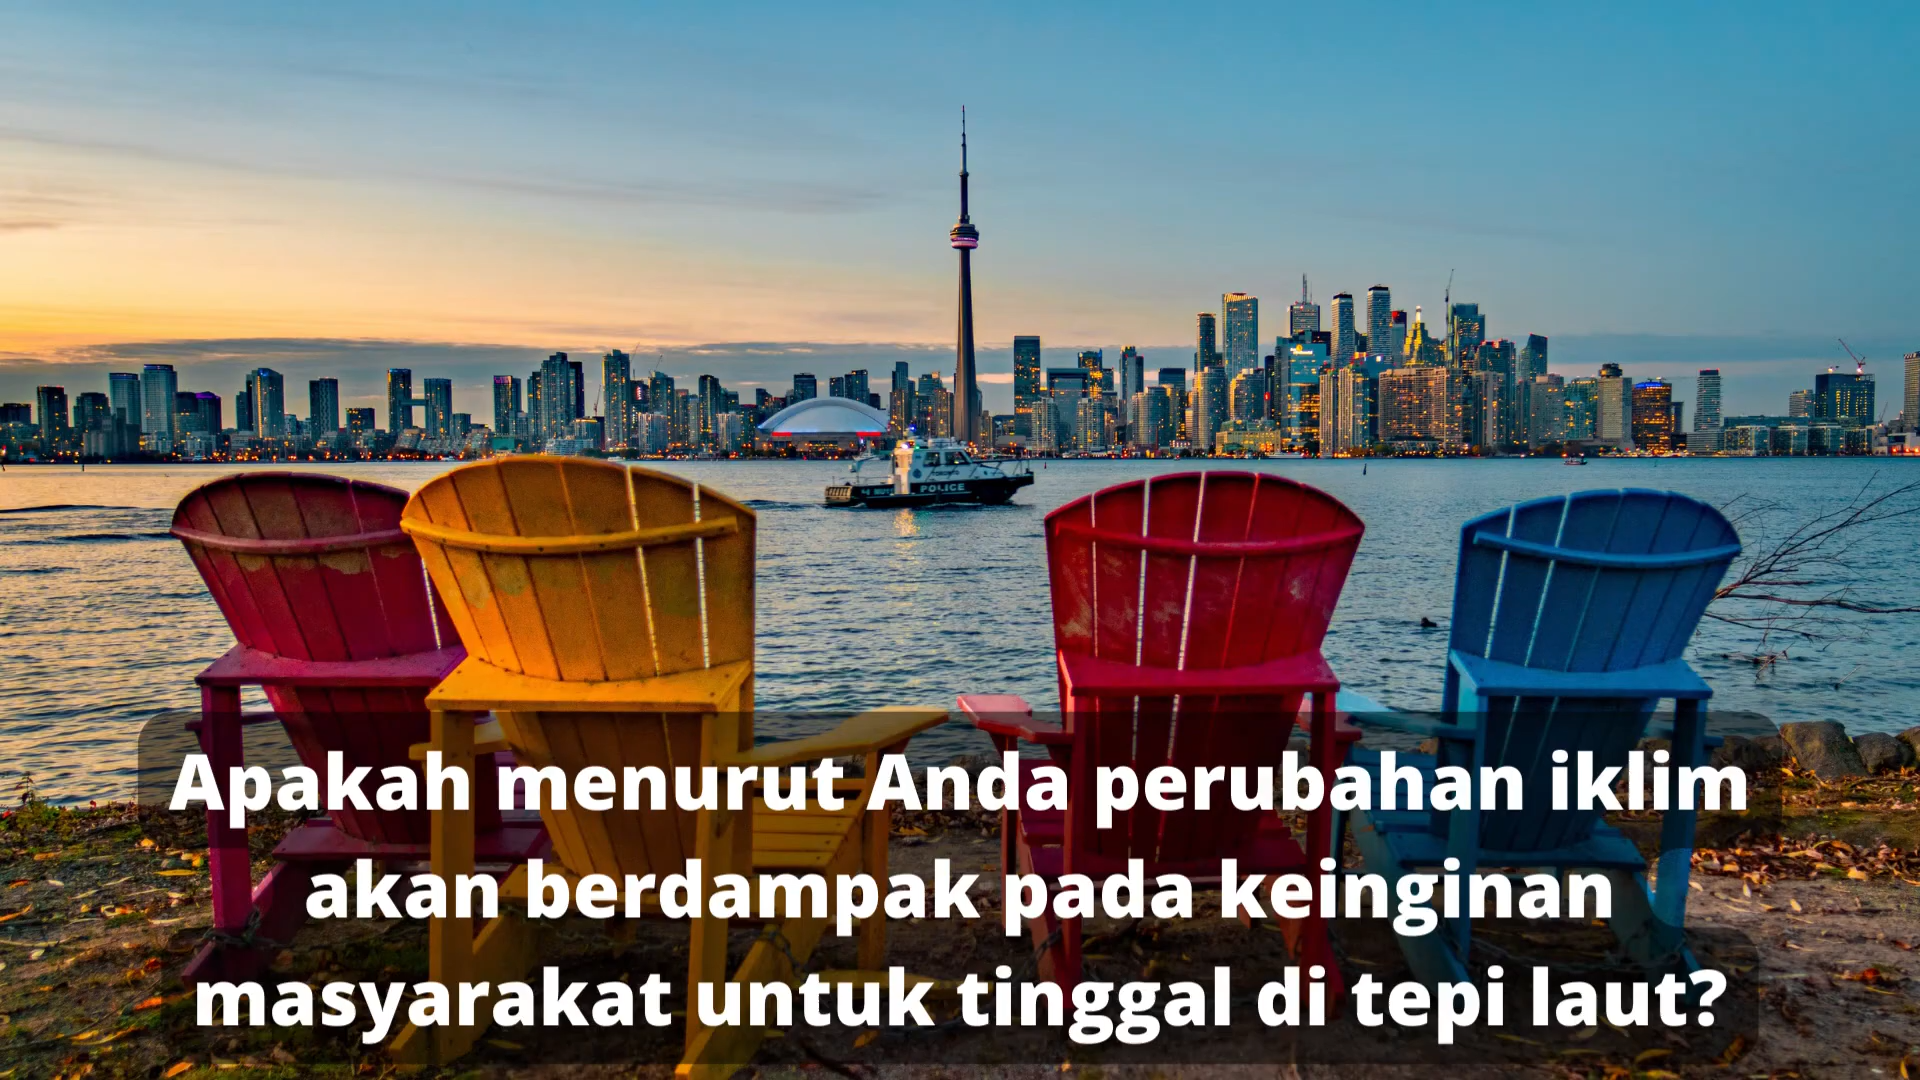 POLICE
Apakah menurut Anda perubahan iklim
akan berdampak pada keinginan
masyarakat untuk tinggal di tepi laut?